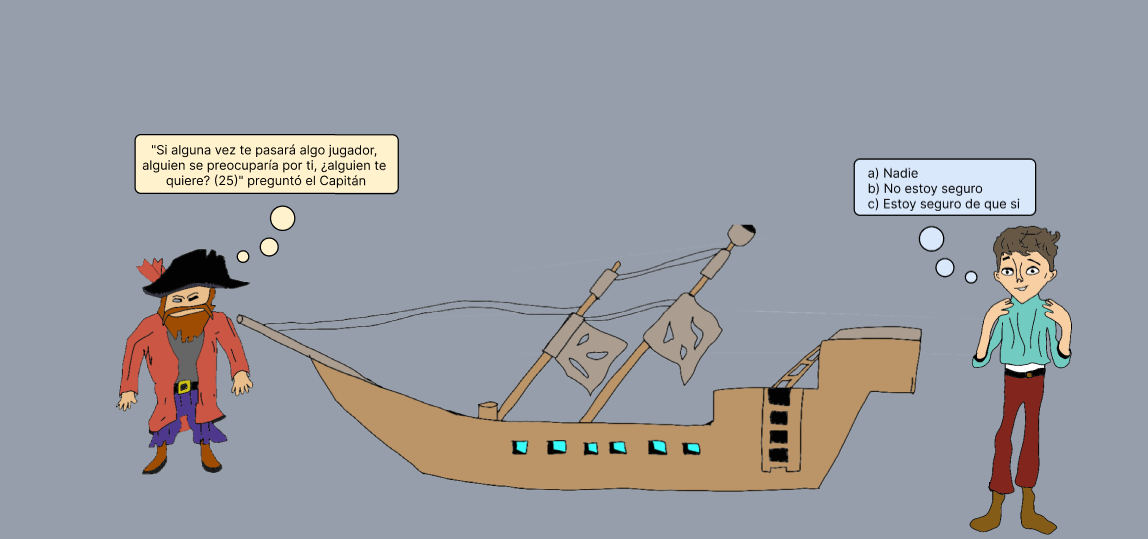 "Si alguna vez te pasará algo jugador,
alguien se preocuparía por ti, ¿alguien te
quiere? (25)" preguntó el Capitán
a) Nadie
b) No estoy seguro
c) Estoy seguro de que si